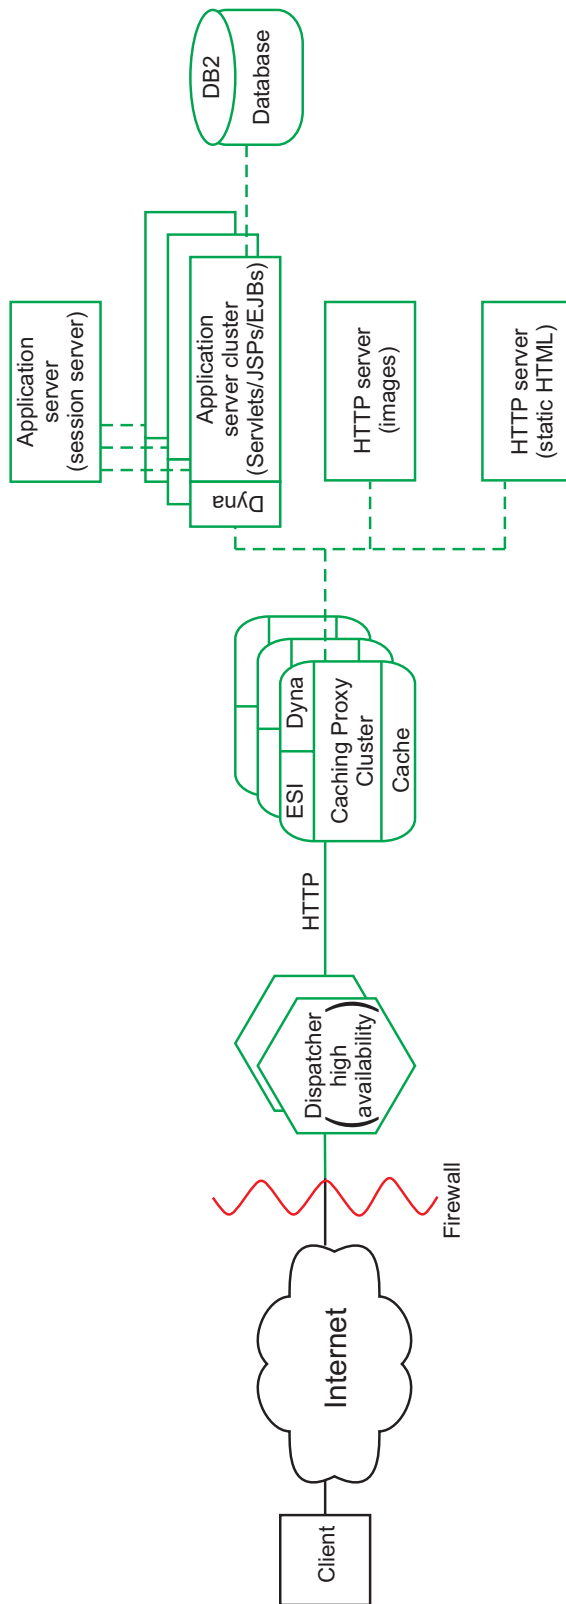 Client
Internet
Firewall
Dispatcher
(high
availability)
HTTP
ESI
Dyna
Caching Proxy
Cluster
Cache
Dyna
Application
server cluster
(Servlets/JSPs/EJBs)
Application
server
(session server)
HTTP server
(images)
HTTP server
(static HTML)
DB2
Database